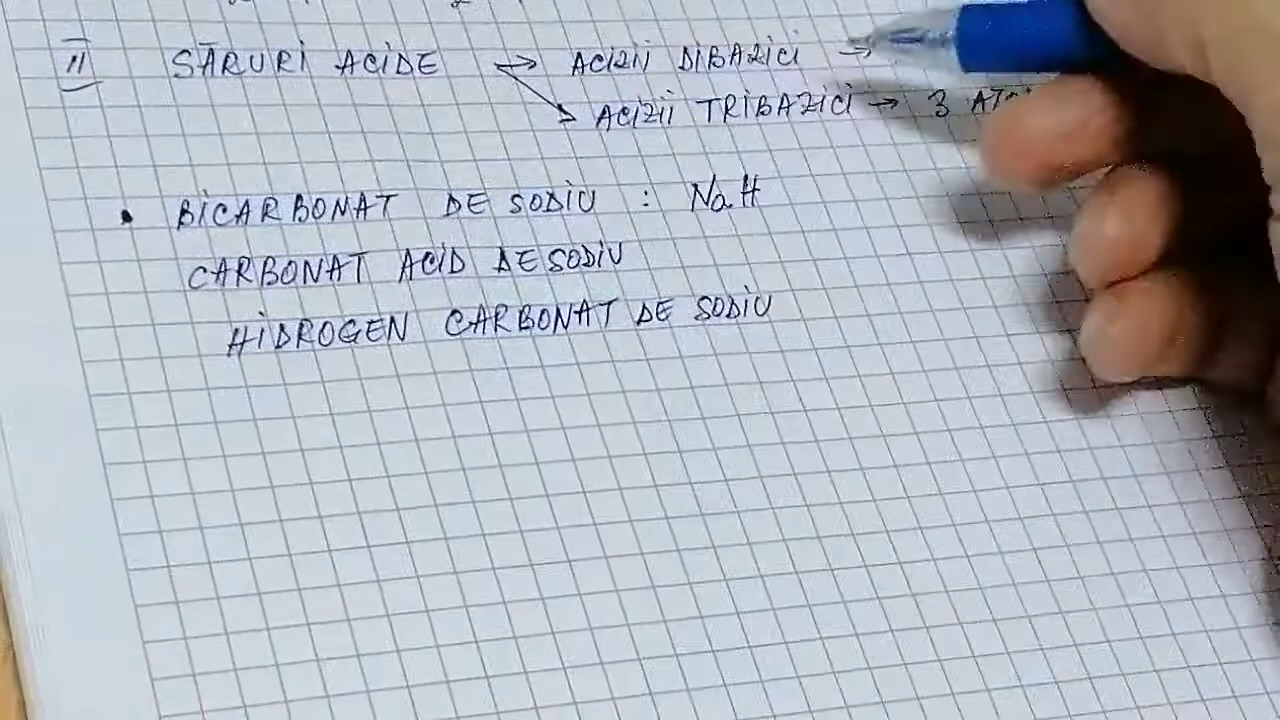 II SĂRURI ACIDE → ACIZII DIBAZICI →
ACIZII TRIBAZICI → 3
• BICARBONAT DE SODIU : NaH
CARBONAT ACID DE SODIU
HIDROGEN CARBONAT DE SODIU